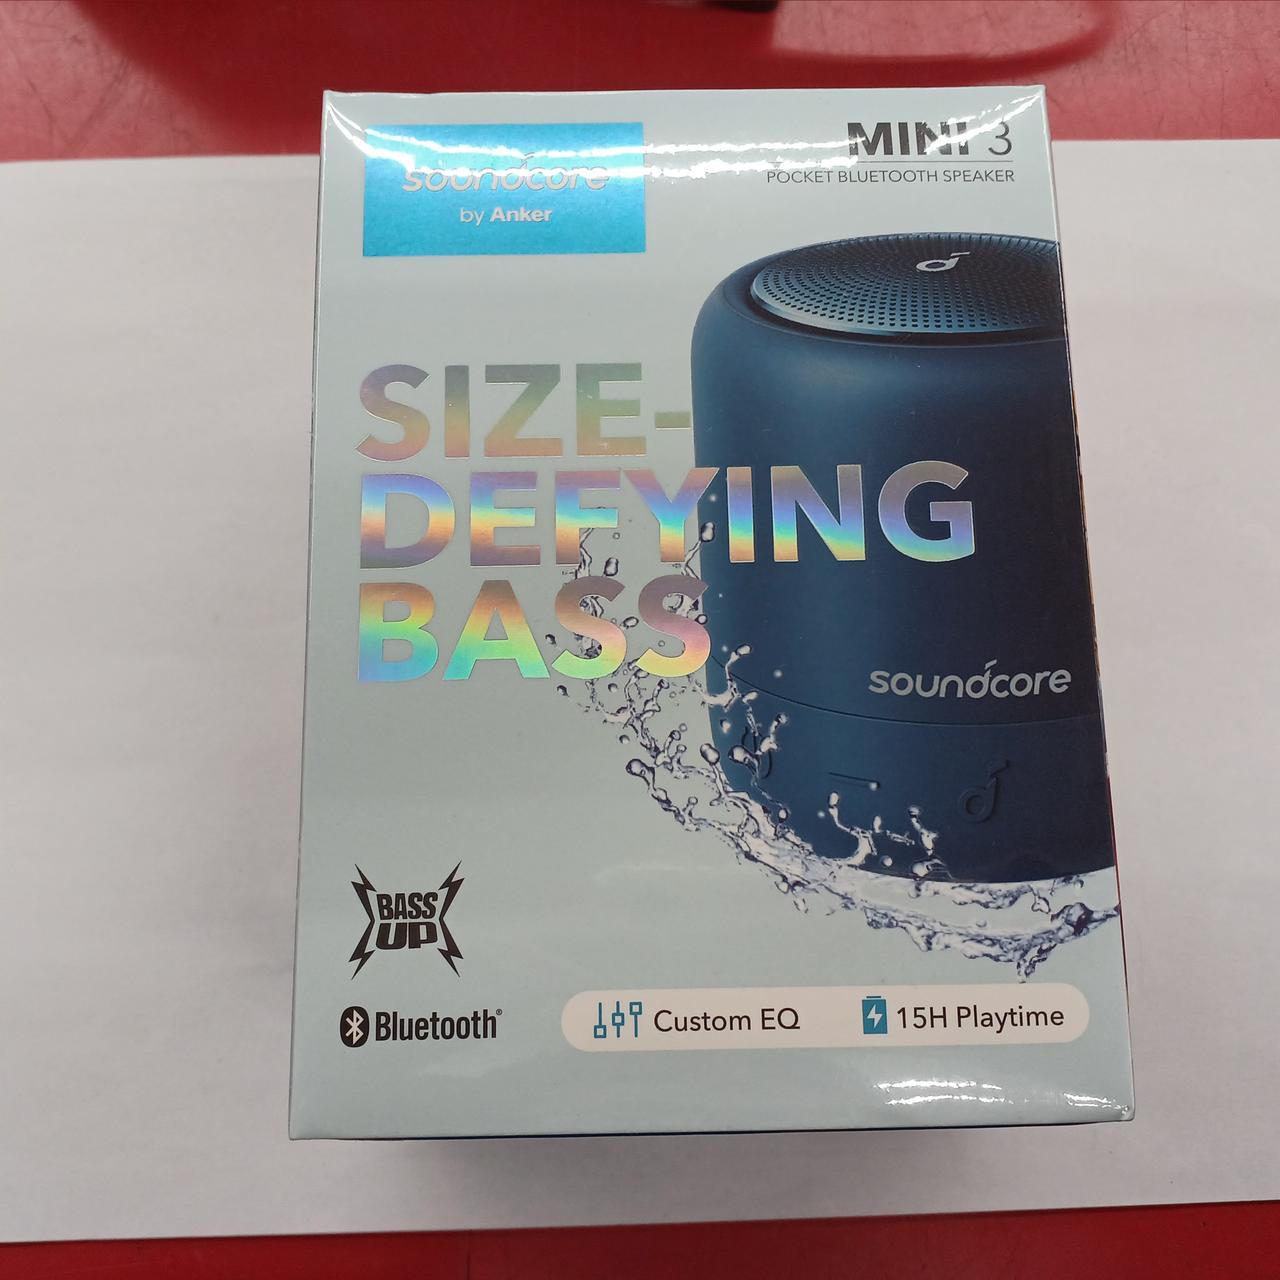 soundcore
by Anker
MINI 3
POCKET BLUETOOTH SPEAKER
SIZE-
DEFYING
BASS
soundcore
BASS
UP
Bluetooth®
Custom EQ
15H Playtime